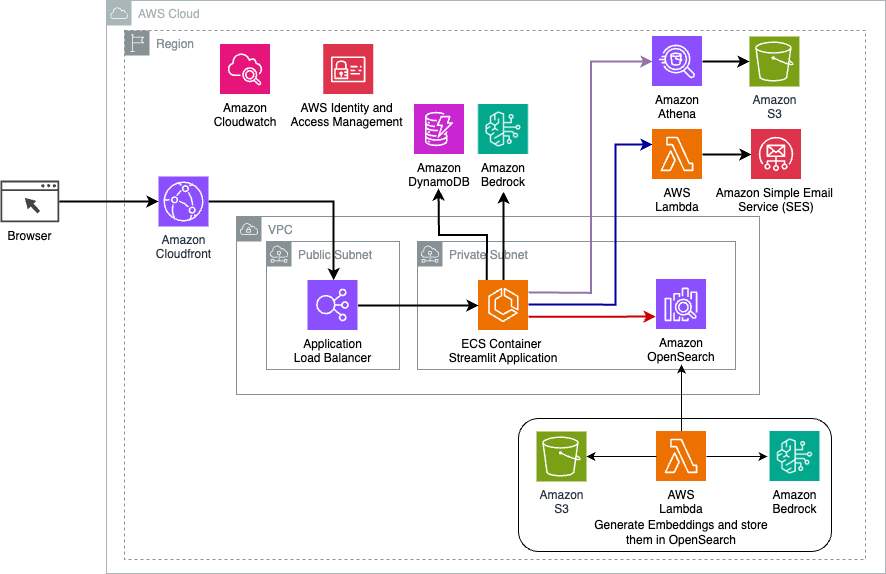 AWS Cloud
Region
Amazon
Cloudwatch
AWS Identity and
Access Management
Amazon
DynamoDB
Amazon
Bedrock
Amazon
Athena
Amazon
S3
AWS
Lambda
Amazon Simple Email
Service (SES)
Browser
Amazon
Cloudfront
VPC
Public Subnet
Private Subnet
Application
Load Balancer
ECS Container
Streamlit Application
Amazon
OpenSearch
Amazon
S3
AWS
Lambda
Amazon
Bedrock
Generate Embeddings and store
them in OpenSearch